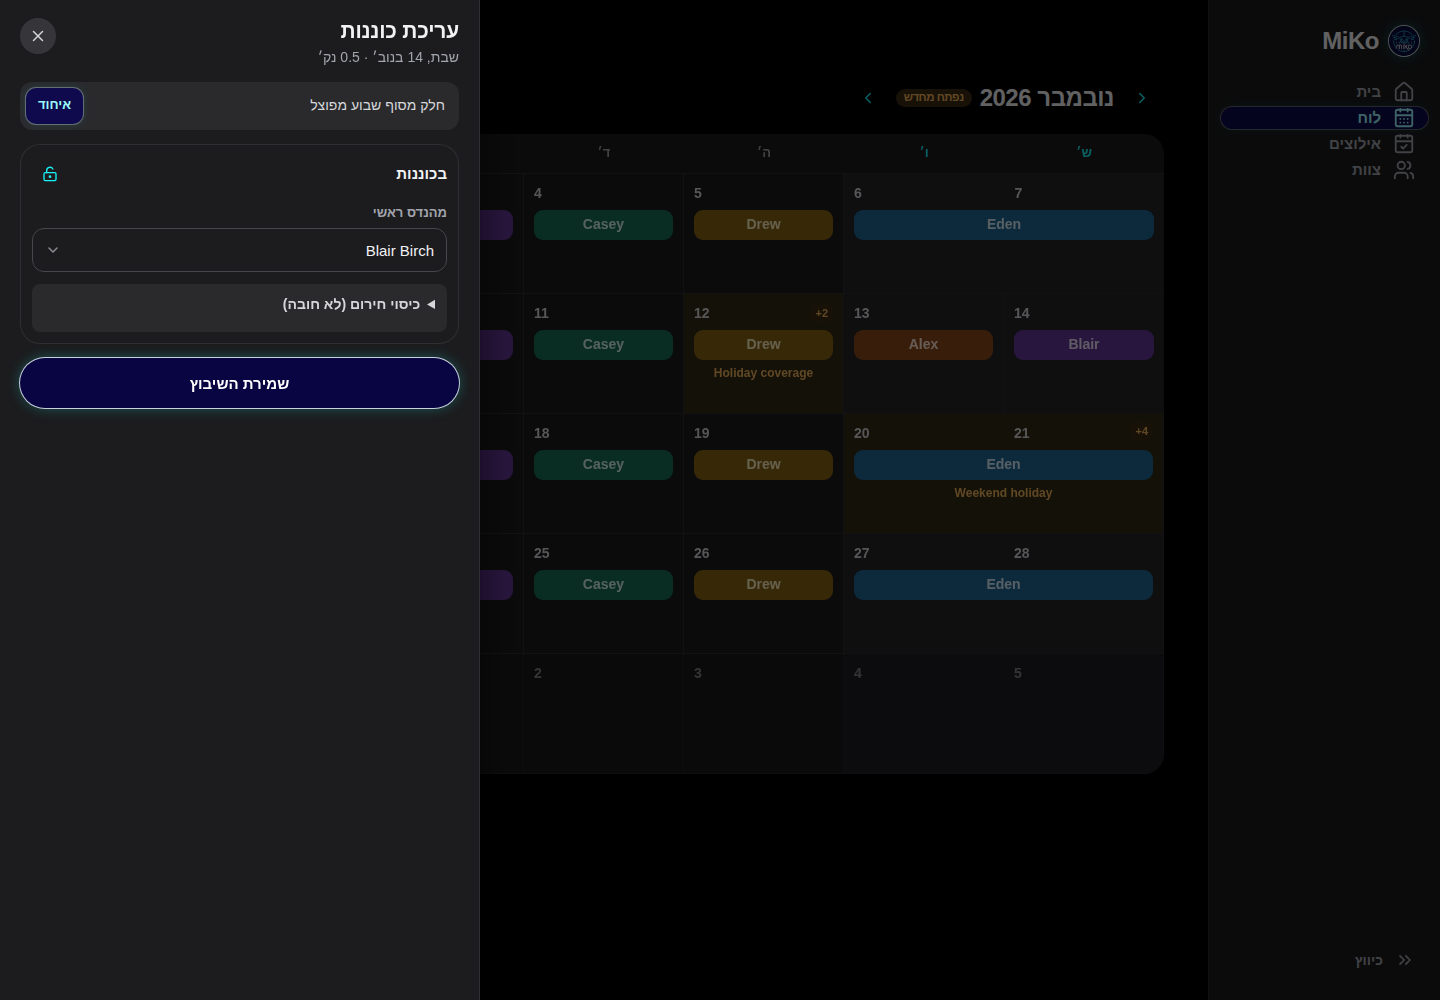 עריכת כוננות
שבת, 14 בנוב׳ · 0.5 נק׳
חלק מסוף שבוע מפוצל
איחוד
בכוננות
מהנדס ראשי
Blair Birch
◀ כיסוי חירום (לא חובה)
שמירת השיבוץ
MiKo
בית
לוח
אילוצים
צוות
כיווץ
נובמבר 2026
נפתח מחדש
ד׳ ה׳ ו׳ ש׳
4 5 6 7
Casey Drew Eden
11 12 +2 13 14
Casey Drew Alex Blair
Holiday coverage
18 19 20 21 +4
Casey Drew Eden
Weekend holiday
25 26 27 28
Casey Drew Eden
2 3 4 5